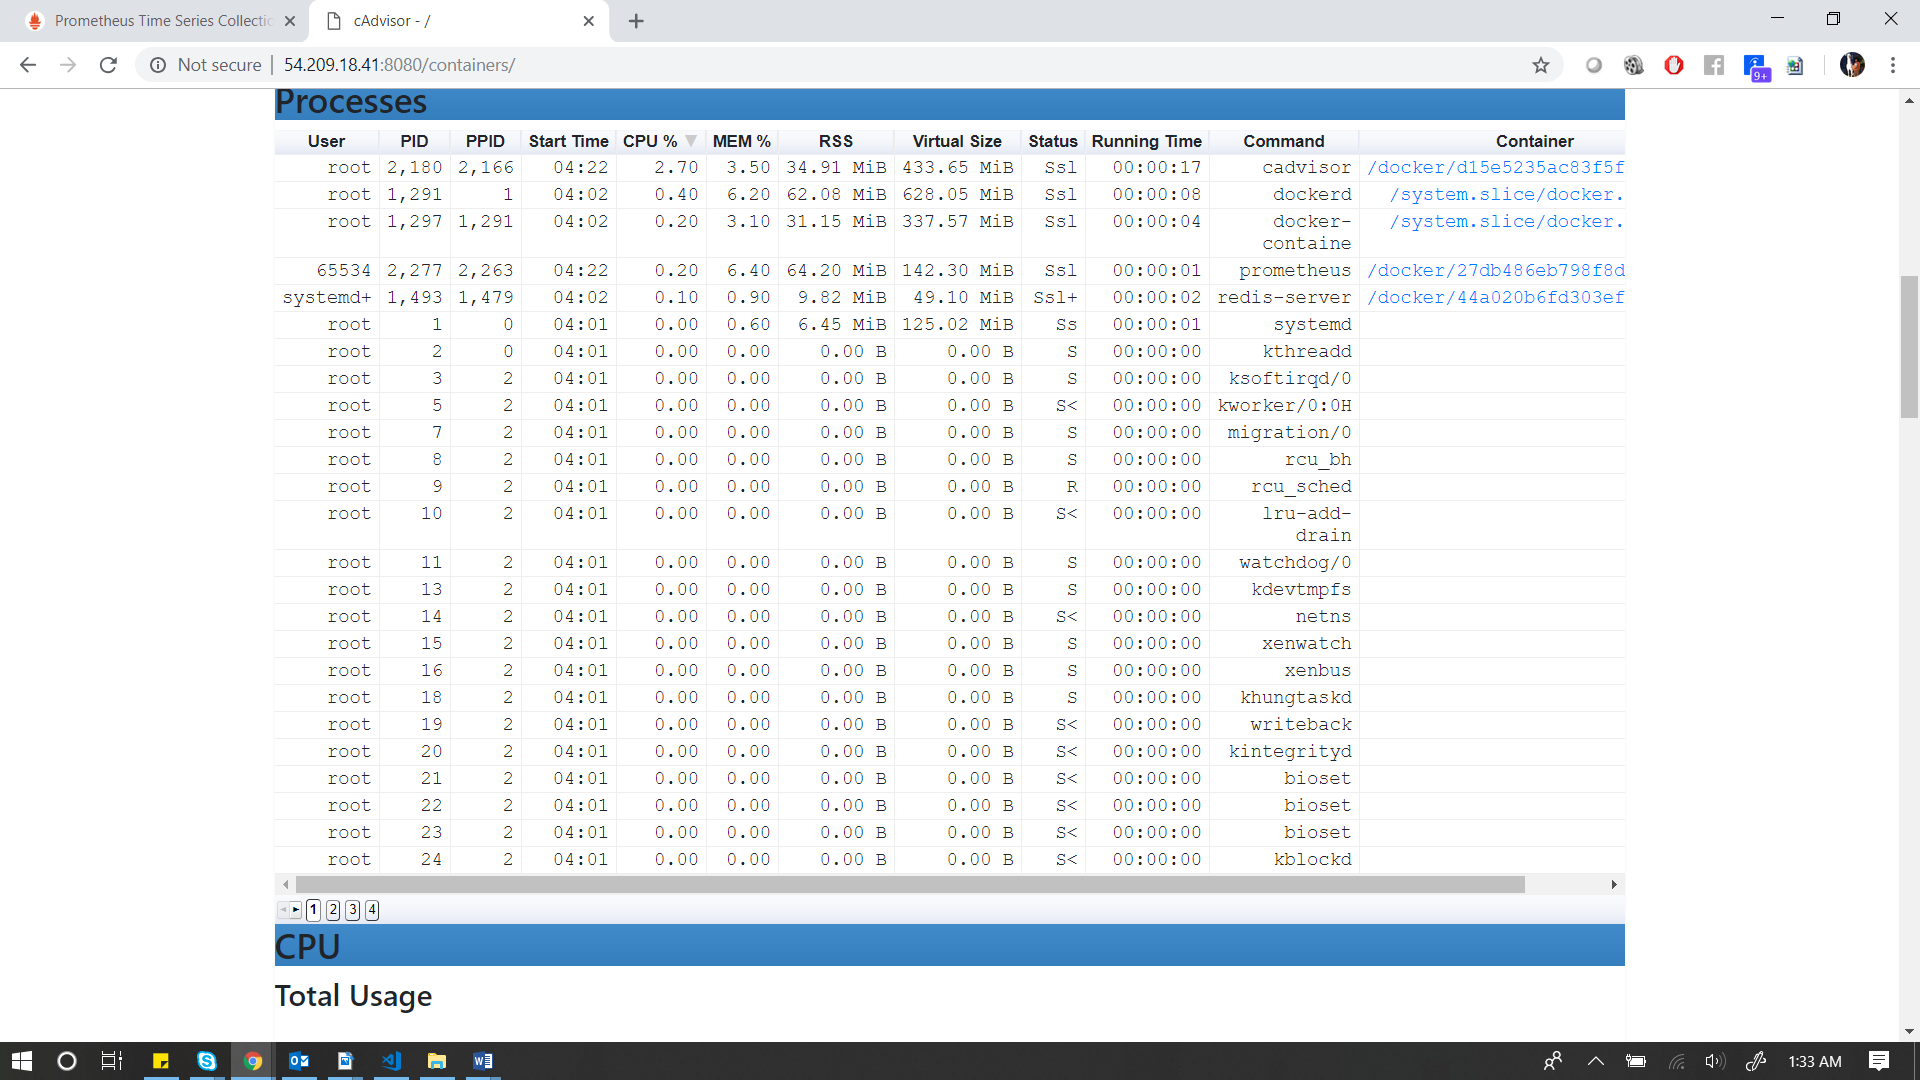 Prometheus Time Series Collectio
cAdvisor - /
Not secure | 54.209.18.41:8080/containers/
9+
Processes
User PID PPID Start Time CPU % MEM % RSS Virtual Size Status Running Time Command Container
root 2,180 2,166 04:22 2.70 3.50 34.91 MiB 433.65 MiB Ssl 00:00:17 cadvisor /docker/d15e5235ac83f5f
root 1,291 1 04:02 0.40 6.20 62.08 MiB 628.05 MiB Ssl 00:00:08 dockerd /system.slice/docker.
root 1,297 1,291 04:02 0.20 3.10 31.15 MiB 337.57 MiB Ssl 00:00:04 docker- /system.slice/docker.
containe
65534 2,277 2,263 04:22 0.20 6.40 64.20 MiB 142.30 MiB Ssl 00:00:01 prometheus /docker/27db486eb798f8d
systemd+ 1,493 1,479 04:02 0.10 0.90 9.82 MiB 49.10 MiB Ssl+ 00:00:02 redis-server /docker/44a020b6fd303ef
root 1 0 04:01 0.00 0.60 6.45 MiB 125.02 MiB Ss 00:00:01 systemd
root 2 0 04:01 0.00 0.00 0.00 B 0.00 B S 00:00:00 kthreadd
root 3 2 04:01 0.00 0.00 0.00 B 0.00 B S 00:00:00 ksoftirqd/0
root 5 2 04:01 0.00 0.00 0.00 B 0.00 B S< 00:00:00 kworker/0:0H
root 7 2 04:01 0.00 0.00 0.00 B 0.00 B S 00:00:00 migration/0
root 8 2 04:01 0.00 0.00 0.00 B 0.00 B S 00:00:00 rcu_bh
root 9 2 04:01 0.00 0.00 0.00 B 0.00 B R 00:00:00 rcu_sched
root 10 2 04:01 0.00 0.00 0.00 B 0.00 B S< 00:00:00 lru-add-
drain
root 11 2 04:01 0.00 0.00 0.00 B 0.00 B S 00:00:00 watchdog/0
root 13 2 04:01 0.00 0.00 0.00 B 0.00 B S 00:00:00 kdevtmpfs
root 14 2 04:01 0.00 0.00 0.00 B 0.00 B S< 00:00:00 netns
root 15 2 04:01 0.00 0.00 0.00 B 0.00 B S 00:00:00 xenwatch
root 16 2 04:01 0.00 0.00 0.00 B 0.00 B S 00:00:00 xenbus
root 18 2 04:01 0.00 0.00 0.00 B 0.00 B S 00:00:00 khungtaskd
root 19 2 04:01 0.00 0.00 0.00 B 0.00 B S< 00:00:00 writeback
root 20 2 04:01 0.00 0.00 0.00 B 0.00 B S< 00:00:00 kintegrityd
root 21 2 04:01 0.00 0.00 0.00 B 0.00 B S< 00:00:00 bioset
root 22 2 04:01 0.00 0.00 0.00 B 0.00 B S< 00:00:00 bioset
root 23 2 04:01 0.00 0.00 0.00 B 0.00 B S< 00:00:00 bioset
root 24 2 04:01 0.00 0.00 0.00 B 0.00 B S< 00:00:00 kblockd
1 2 3 4
CPU
Total Usage
1:33 AM